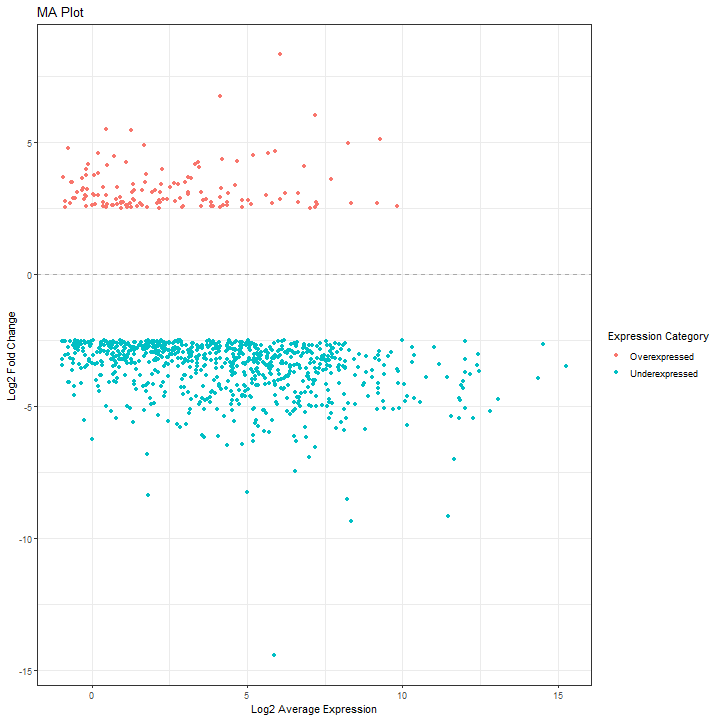 MA Plot
5
0
-5
-10
-15
Log2 Fold Change
0
5
10
15
Log2 Average Expression
Expression Category
Overexpressed
Underexpressed